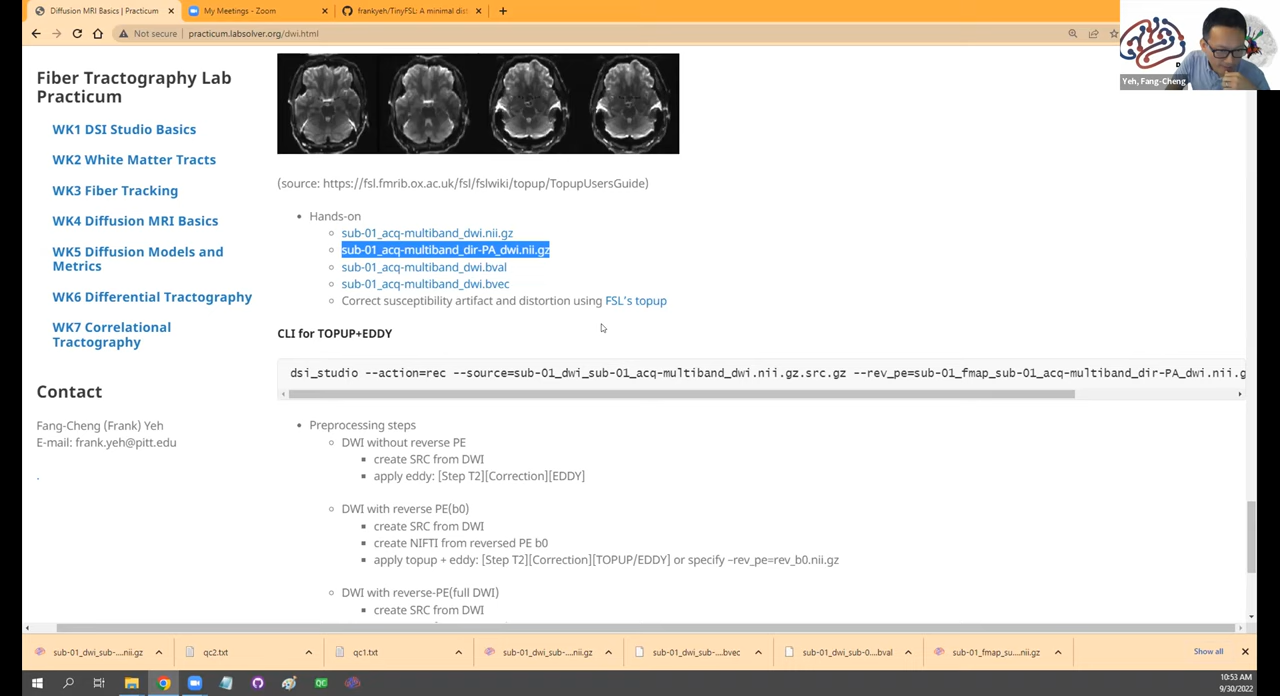 Diffusion MRI Basics | Practicum
My Meetings - Zoom
frankyeh/TinyFSL: A minimal dis
Not secure | practicum.labsolver.org/dwi.html
Yeh, Fang-Cheng
Fiber Tractography Lab
Practicum
WK1 DSI Studio Basics
WK2 White Matter Tracts
WK3 Fiber Tracking
WK4 Diffusion MRI Basics
WK5 Diffusion Models and
Metrics
WK6 Differential Tractography
WK7 Correlational
Tractography
Contact
Fang-Cheng (Frank) Yeh
E-mail: frank.yeh@pitt.edu
.
(source: https://fsl.fmrib.ox.ac.uk/fsl/fslwiki/topup/TopupUsersGuide)
Hands-on
sub-01_acq-multiband_dwi.nii.gz
sub-01_acq-multiband_dir-PA_dwi.nii.gz
sub-01_acq-multiband_dwi.bval
sub-01_acq-multiband_dwi.bvec
Correct susceptibility artifact and distortion using FSL's topup
CLI for TOPUP+EDDY
dsi_studio --action=rec --source=sub-01_dwi_sub-01_acq-multiband_dwi.nii.gz.src.gz --rev_pe=sub-01_fmap_sub-01_acq-multiband_dir-PA_dwi.nii.g
Preprocessing steps
DWI without reverse PE
create SRC from DWI
apply eddy: [Step T2][Correction][EDDY]
DWI with reverse PE(b0)
create SRC from DWI
create NIFTI from reversed PE b0
apply topup + eddy: [Step T2][Correction][TOPUP/EDDY] or specify –rev_pe=rev_b0.nii.gz
DWI with reverse-PE(full DWI)
create SRC from DWI
sub-01_dwi_sub-....nii.gz
qc2.txt
qc1.txt
sub-01_dwi_sub-....nii.gz
sub-01_dwi_sub-....bvec
sub-01_dwi_sub-0....bval
sub-01_fmap_su....nii.gz
Show all
10:53 AM
9/30/2022